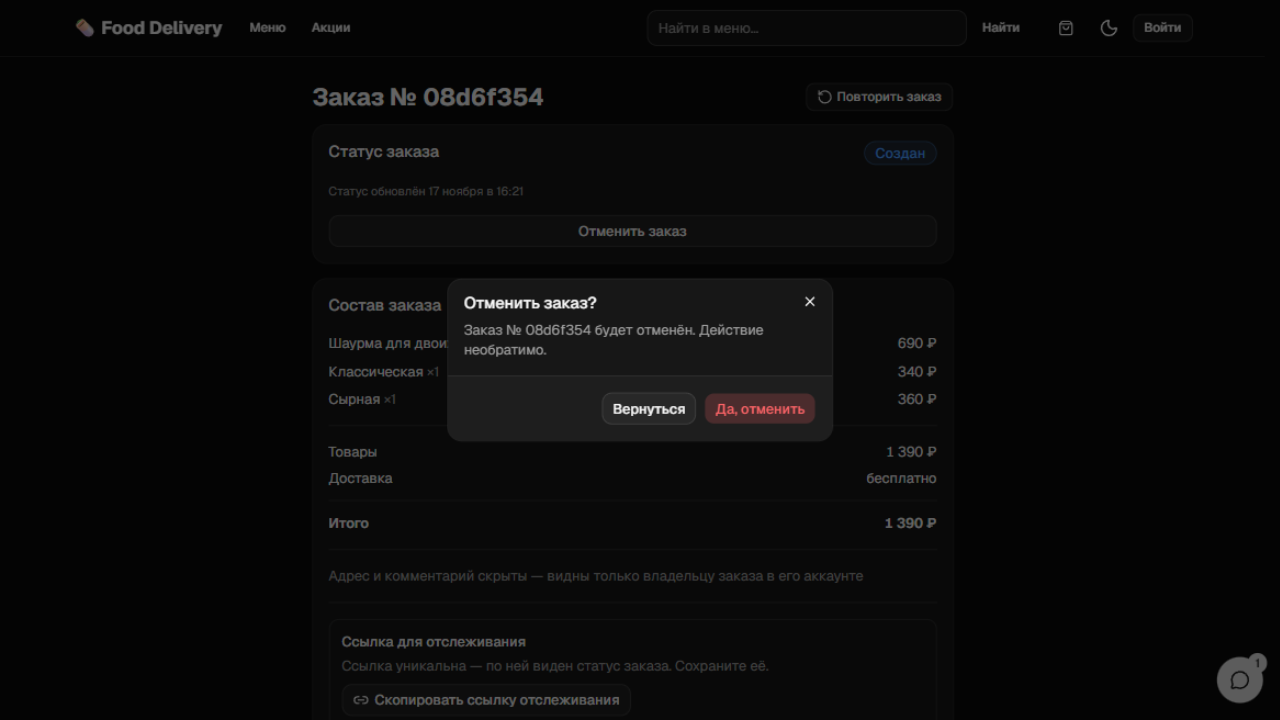 Food Delivery
Меню
Акции
Найти в меню...
Найти
Войти
Заказ № 08d6f354
Повторить заказ
Статус заказа
Создан
Статус обновлён 17 ноября в 16:21
Отменить заказ
Состав заказа
Отменить заказ?
Заказ № 08d6f354 будет отменён. Действие
необратимо.
Вернуться
Да, отменить
Шаурма для двои
690 ₽
Классическая ×1
340 ₽
Сырная ×1
360 ₽
Товары
1 390 ₽
Доставка
бесплатно
Итого
1 390 ₽
Адрес и комментарий скрыты — видны только владельцу заказа в его аккаунте
Ссылка для отслеживания
Ссылка уникальна — по ней виден статус заказа. Сохраните её.
Скопировать ссылку отслеживания
1